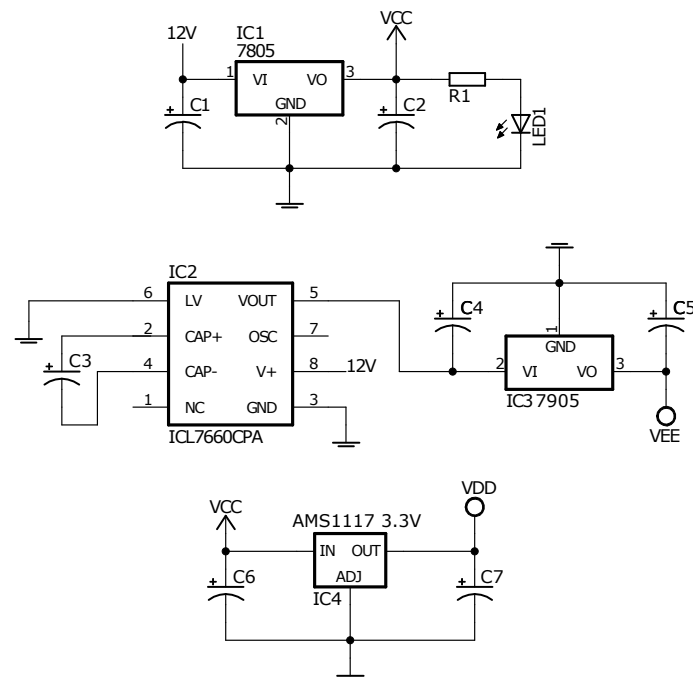 12V
IC1
7805
VCC
1
VI
VO
3
GND
2
+
C1
+
C2
R1
LED1
IC2
6
LV
VOUT
5
2
CAP+
OSC
7
4
CAP-
V+
8
12V
1
NC
GND
3
ICL7660CPA
+
C3
+
C4
+
C5
1
GND
2
VI
VO
3
IC3 7905
VEE
VCC
AMS1117 3.3V
VDD
IN
OUT
ADJ
IC4
+
C6
+
C7